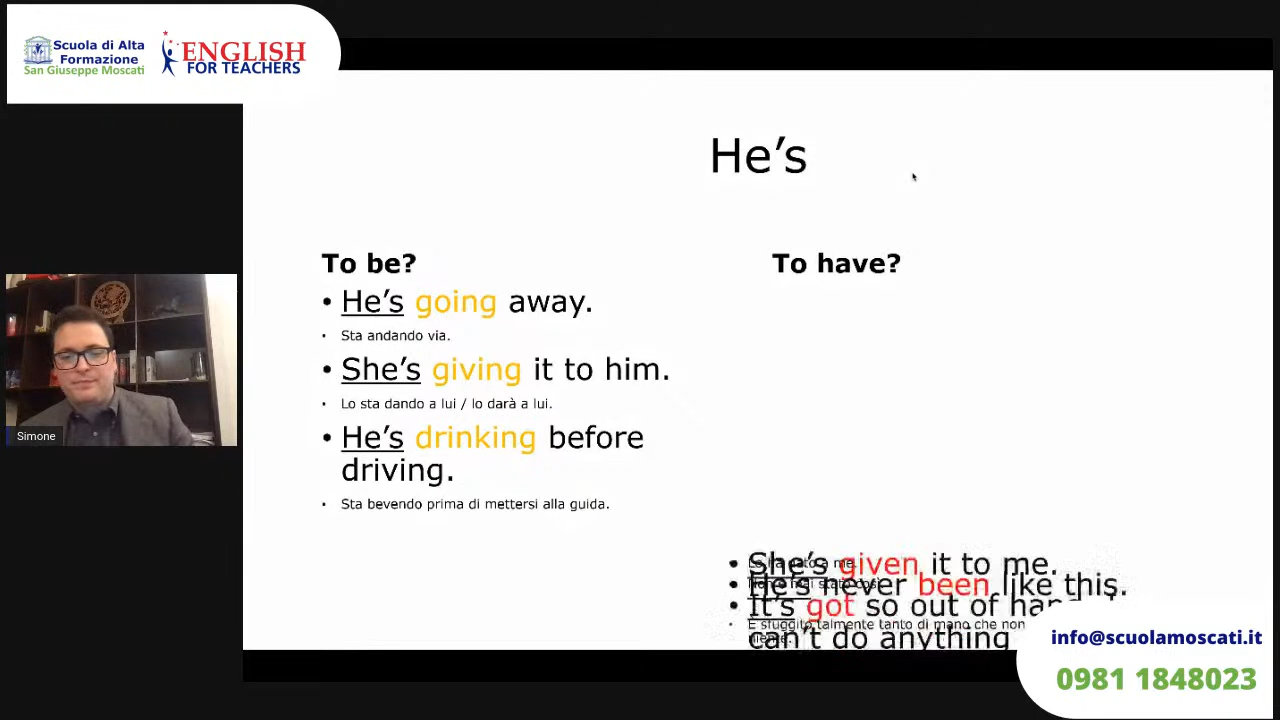 Scuola di Alta
Formazione
San Giuseppe Moscati
ENGLISH
FOR TEACHERS
He’s
To be?
• He’s going away.
• Sta andando via.
• She’s giving it to him.
• Lo sta dando a lui / lo darà a lui.
• He’s drinking before
driving.
• Sta bevendo prima di mettersi alla guida.
To have?
• She’s given it to me.
• He’s never been like this.
• It’s got so out of
can’t do anything
• È sfuggito talmente tanto di mano che non
Simone
info@scuolamoscati.it
0981 1848023